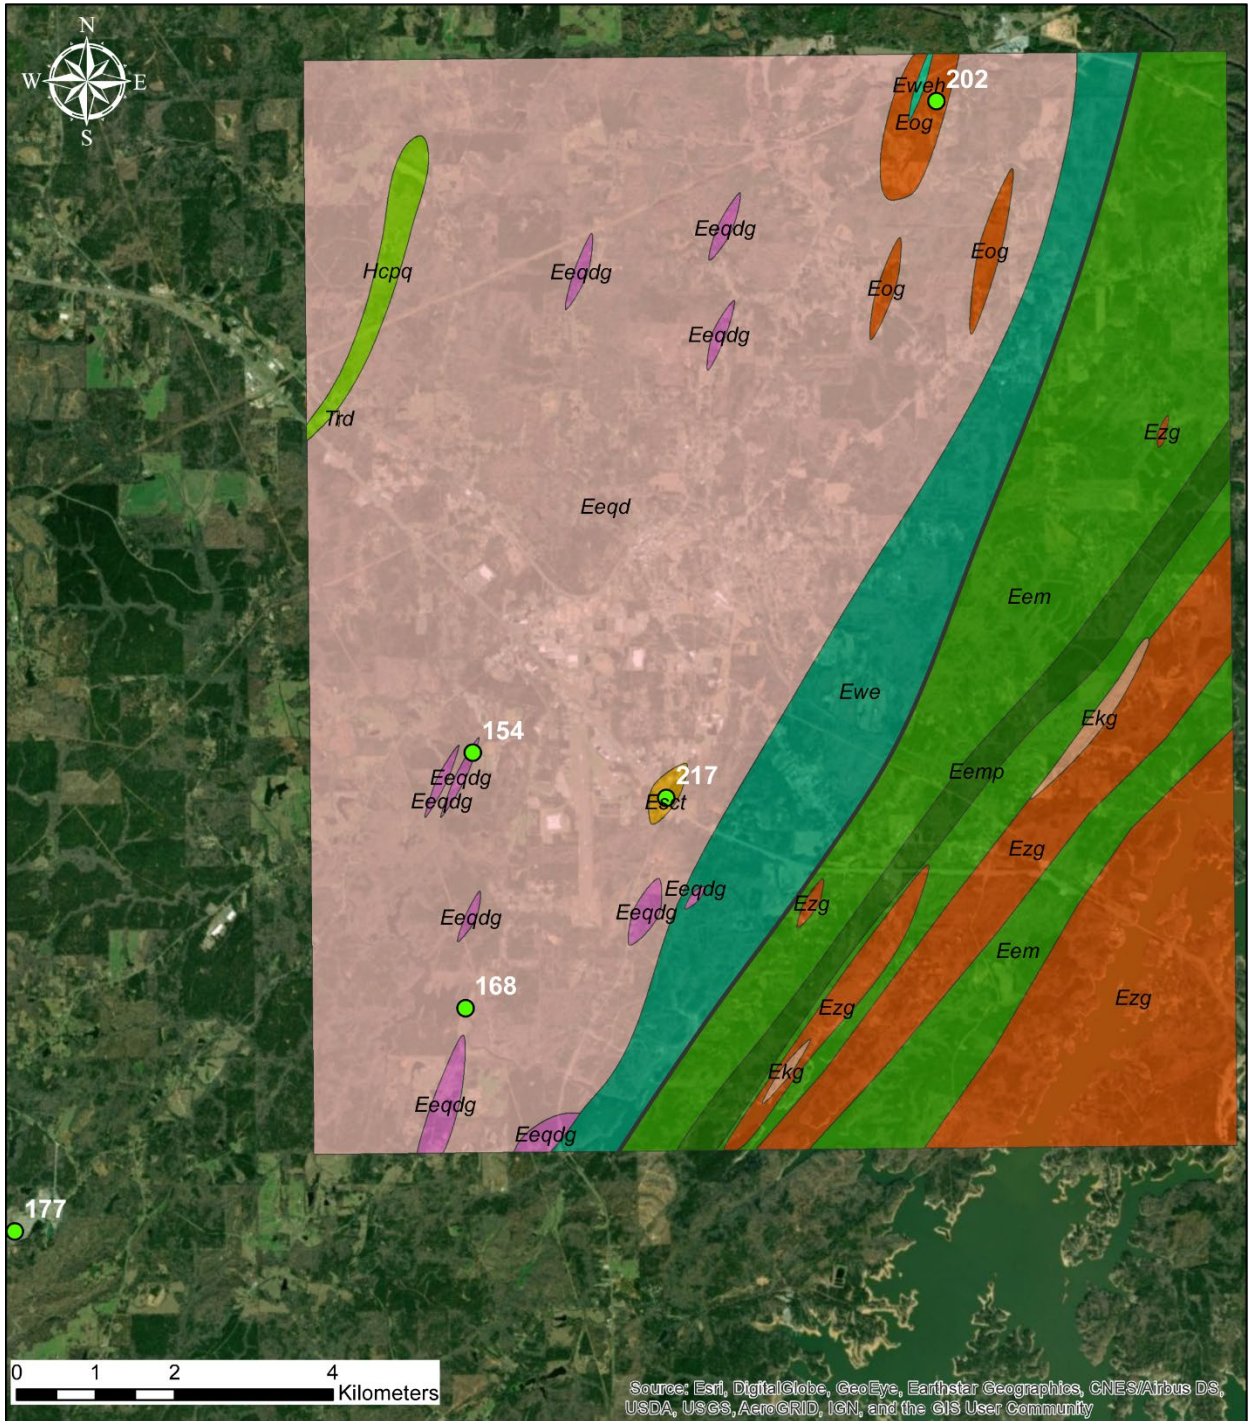 N
W E
S
Eweh 202
Eog
Eeqdg
Hcpq
Eeqdg
Eog
Eog
Eeqdg
Trd
Ezg
Eeqd
Eem
Ewe
Ekg
154
Eemp
Eeqdg
217
Eeqdg
Esct
Ezg
Eeqdg
Eeqdg
Eeqdg
Ezg
Eem
168
Ezg
Ezg
Ekg
Eeqdg
Eeqdg
177
0 1 2 4
Kilometers
Source: Esri, DigitalGlobe, GeoEye, Earthstar Geographics, CNES/Airbus DS,
USDA, USGS, AeroGRID, IGN, and the GIS User Community